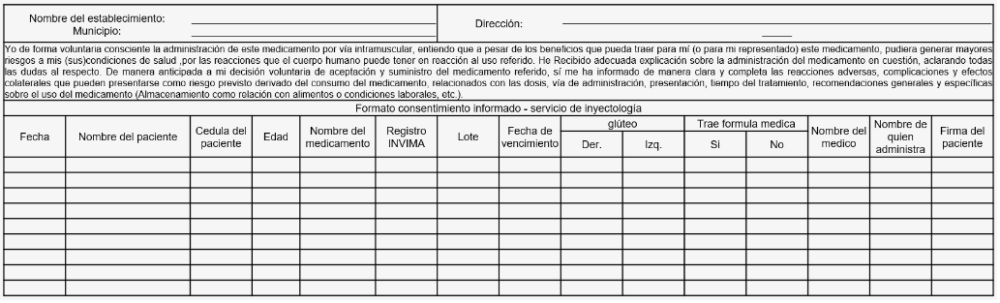 Nombre del establecimiento:
Municipio:
Dirección:
Yo de forma voluntaria consciente la administración de este medicamento por vía intramuscular, entiendo que a pesar de los beneficios que pueda traer para mí (o para mi representado) este medicamento, pudiera generar mayores
riesgos a mis (sus)condiciones de salud ,por las reacciones que el cuerpo humano puede tener en reacción al uso referido. He Recibido adecuada explicación sobre la administración del medicamento en cuestión, aclarando todas
las dudas al respecto. De manera anticipada a mi decisión voluntaria de aceptación y suministro del medicamento referido, sí me ha informado de manera clara y completa las reacciones adversas, complicaciones y efectos
colaterales que pueden presentarse como riesgo previsto derivado del consumo del medicamento, relacionados con las dosis, vía de administración, presentación, tiempo del tratamiento, recomendaciones generales y específicas
sobre el uso del medicamento (Almacenamiento como relación con alimentos o condiciones laborales, etc.).
Formato consentimiento informado - servicio de inyectología
Fecha
Nombre del paciente
Cedula del
paciente
Edad
Nombre del
medicamento
Registro
INVIMA
Lote
Fecha de
vencimiento
glúteo
Der.
Izq.
Trae formula medica
Si
No
Nombre del
medico
Nombre de
quien
administra
Firma del
paciente